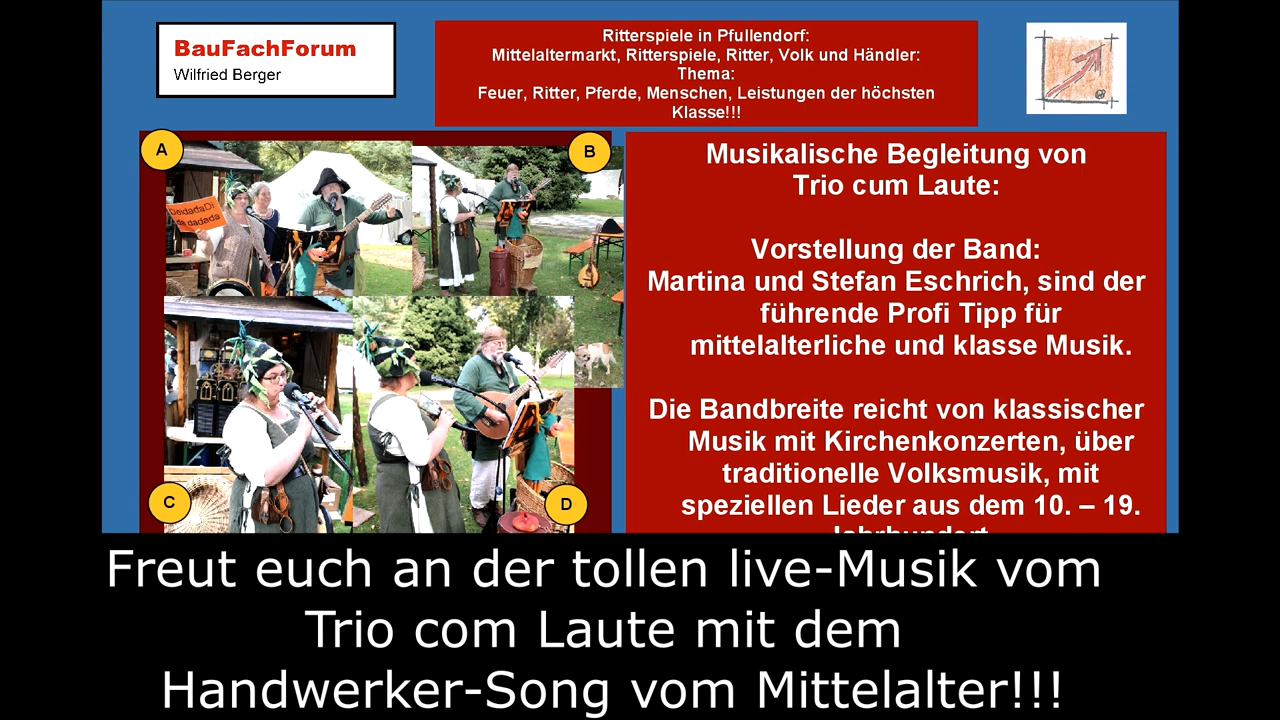 BauFachForum
Wilfried Berger
Ritterspiele in Pfullendorf:
Mittelaltermarkt, Ritterspiele, Ritter, Volk und Händler:
Thema:
Feuer, Ritter, Pferde, Menschen, Leistungen der höchsten
Klasse!!!
A
B
DadadaDi
da dadada
C
D
Musikalische Begleitung von
Trio cum Laute:
Vorstellung der Band:
Martina und Stefan Eschrich, sind der
führende Profi Tipp für
mittelalterliche und klasse Musik.
Die Bandbreite reicht von klassischer
Musik mit Kirchenkonzerten, über
traditionelle Volksmusik, mit
speziellen Lieder aus dem 10. – 19.
Jahrhundert
Freut euch an der tollen live-Musik vom
Trio com Laute mit dem
Handwerker-Song vom Mittelalter!!!